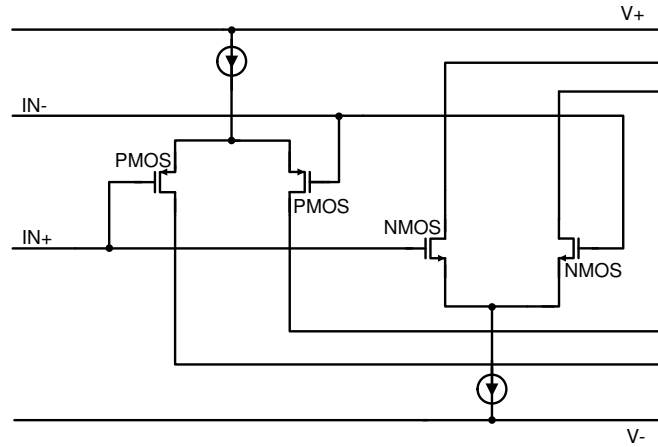 V+
IN-
PMOS
PMOS
NMOS
IN+
NMOS
V-